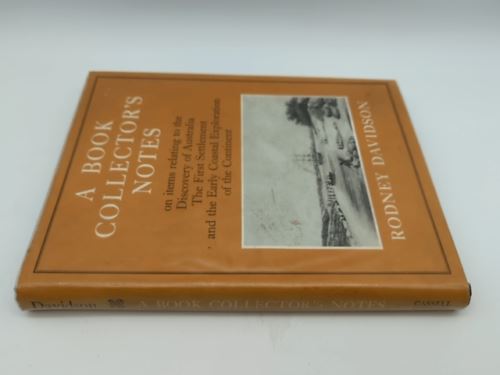 A BOOK
COLLECTOR'S
NOTES
on items relating to the
Discovery of Australia
The First Settlement
and the Early Coastal Exploration
of the Continent
RODNEY DAVIDSON
Davidson A BOOK COLLECTOR'S NOTES CASSELL